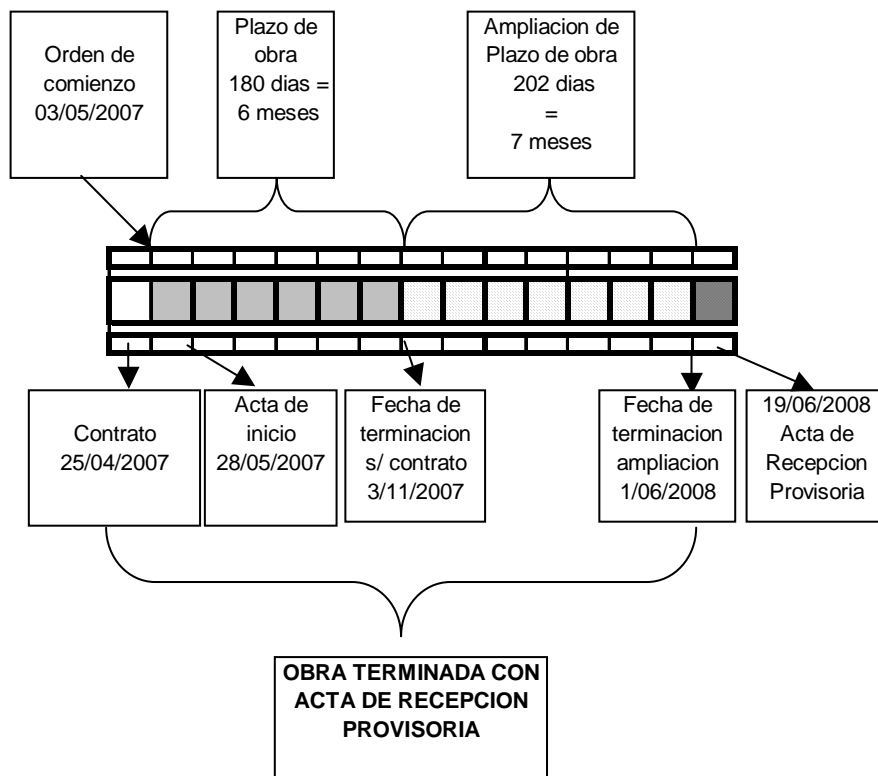 Orden de
comienzo
03/05/2007
Plazo de
obra
180 dias =
6 meses
Ampliacion de
Plazo de obra
202 dias
=
7 meses
Contrato
25/04/2007
Acta de
inicio
28/05/2007
Fecha de
terminacion
s/ contrato
3/11/2007
Fecha de
terminacion
ampliacion
1/06/2008
19/06/2008
Acta de
Recepcion
Provisoria
OBRA TERMINADA CON
ACTA DE RECEPCION
PROVISORIA